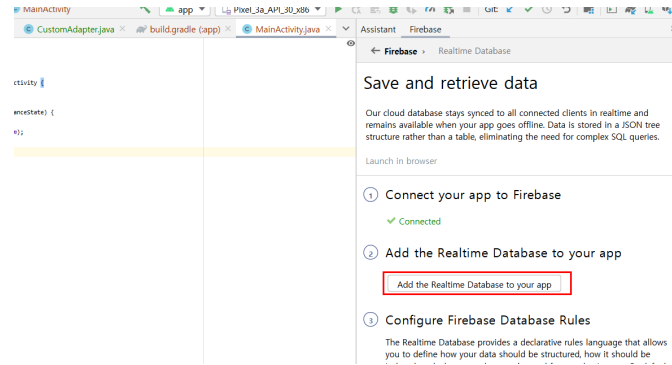 MainActivity
app
Pixel_3a_API_30_x86
Git:
CustomAdapter.java
build.gradle (:app)
MainActivity.java
Assistant Firebase
ctivity {
anceState) {
Firebase Realtime Database
Save and retrieve data
Our cloud database stays synced to all connected clients in realtime and
remains available when your app goes offline. Data is stored in a JSON tree
structure rather than a table, eliminating the need for complex SQL queries.
Launch in browser
1 Connect your app to Firebase
Connected
2 Add the Realtime Database to your app
Add the Realtime Database to your app
3 Configure Firebase Database Rules
The Realtime Database provides a declarative rules language that allows
you to define how your data should be structured, how it should be